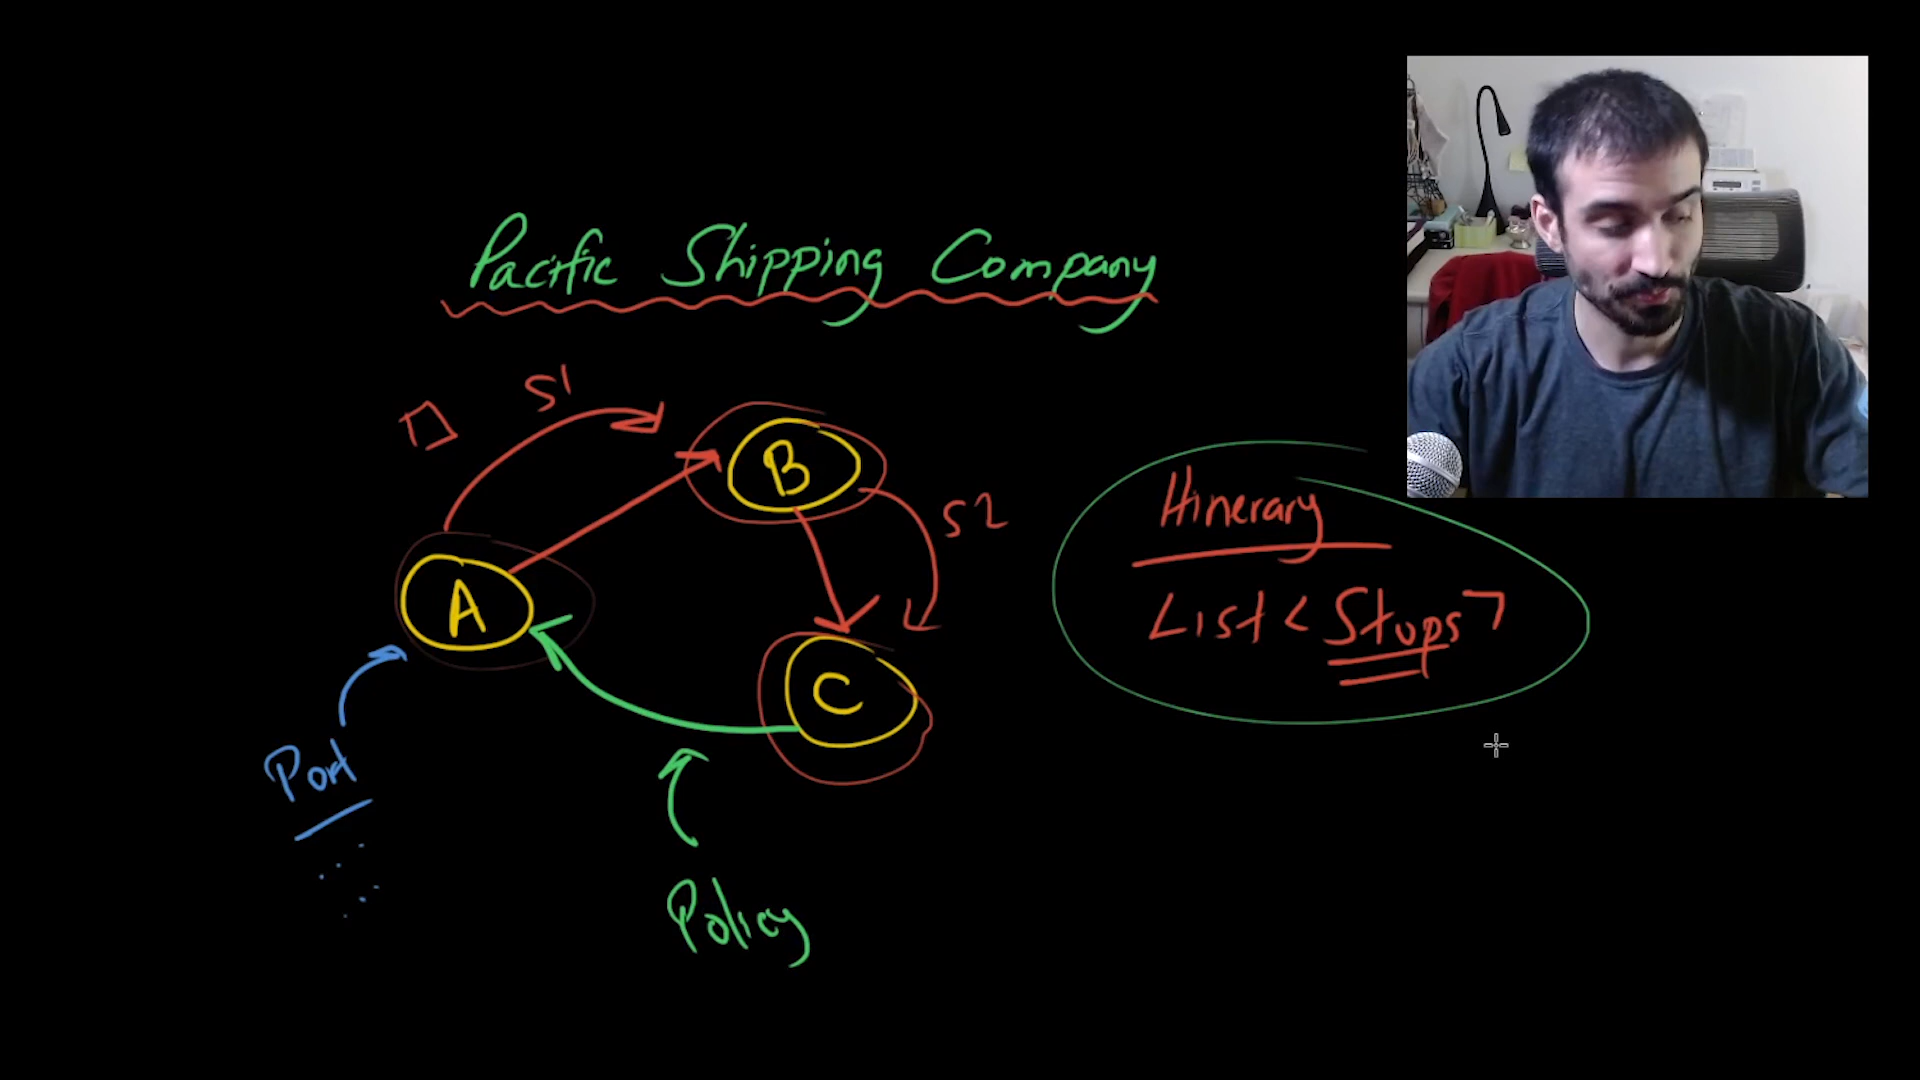 Pacific Shipping Company
S1
B
S2
A
C
Itinerary
List<Stops>
Port
Policy